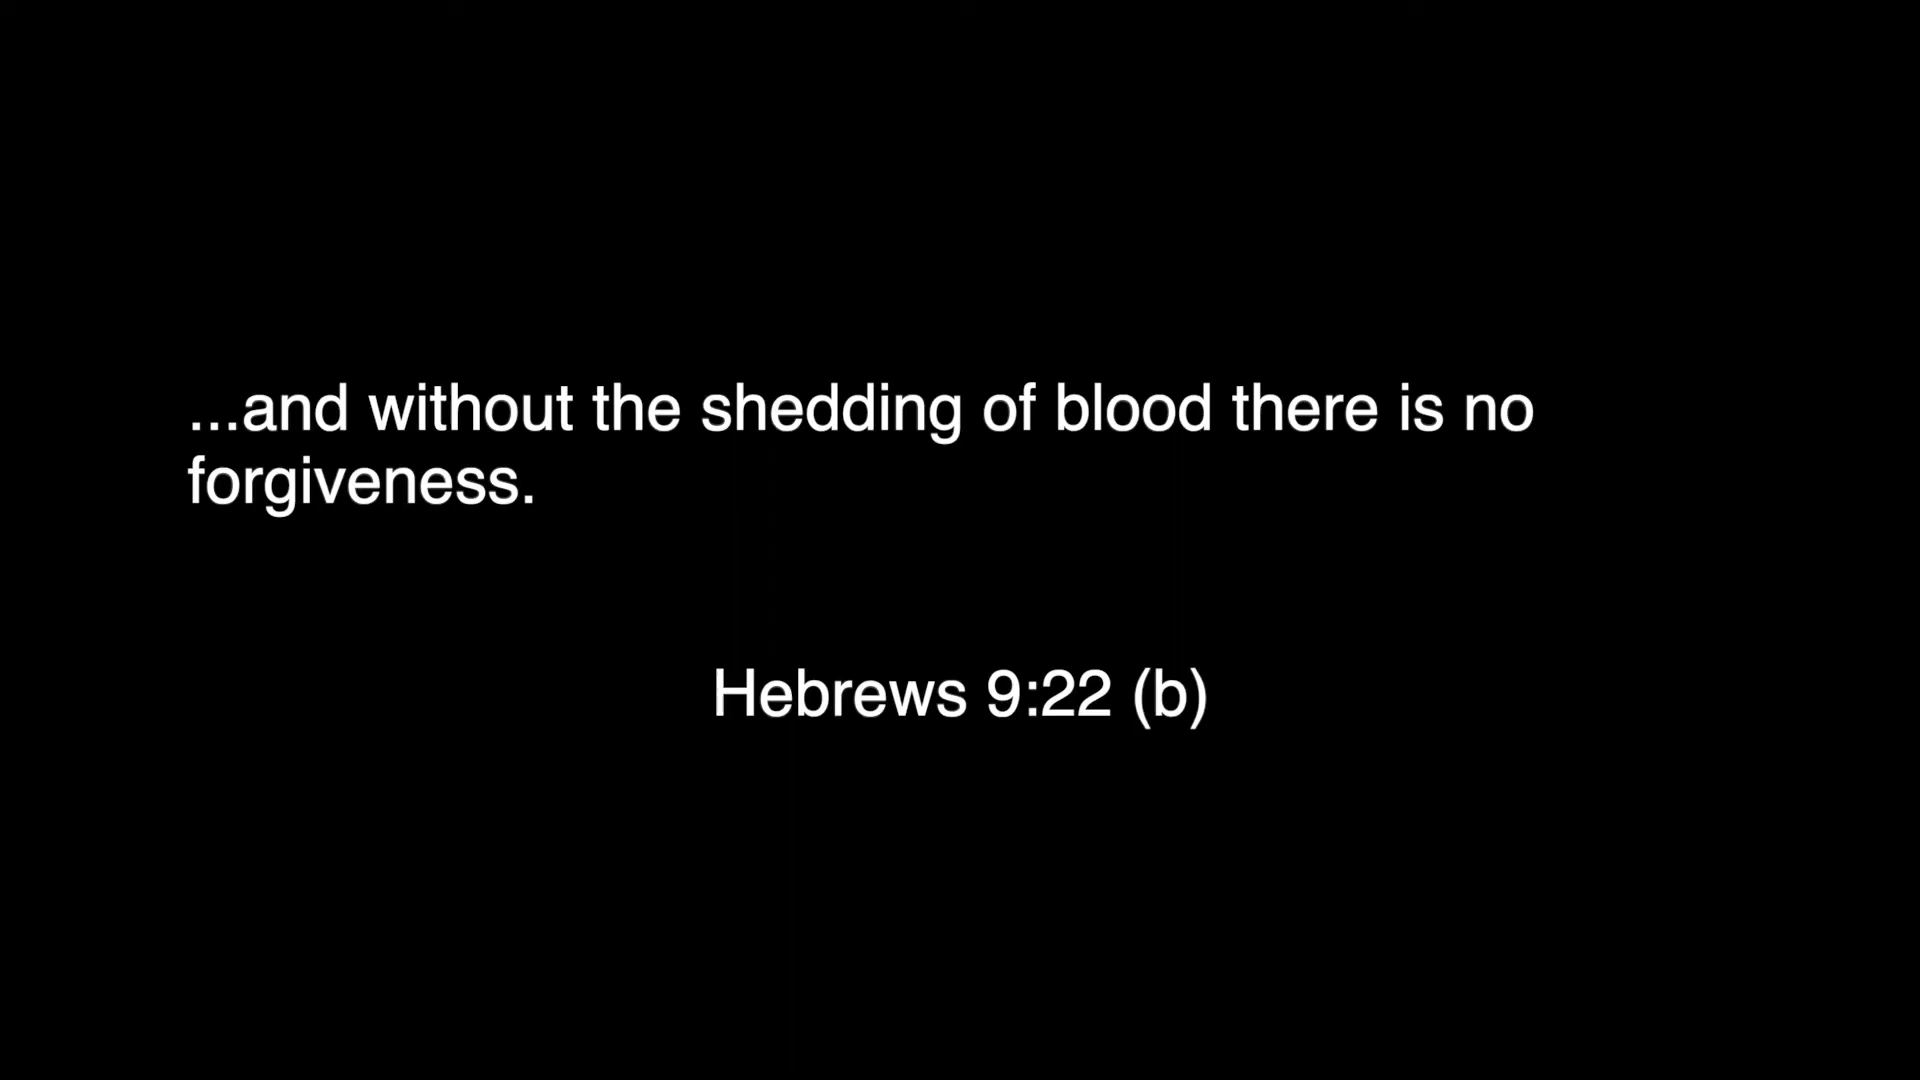 ...and without the shedding of blood there is no
forgiveness.
Hebrews 9:22 (b)